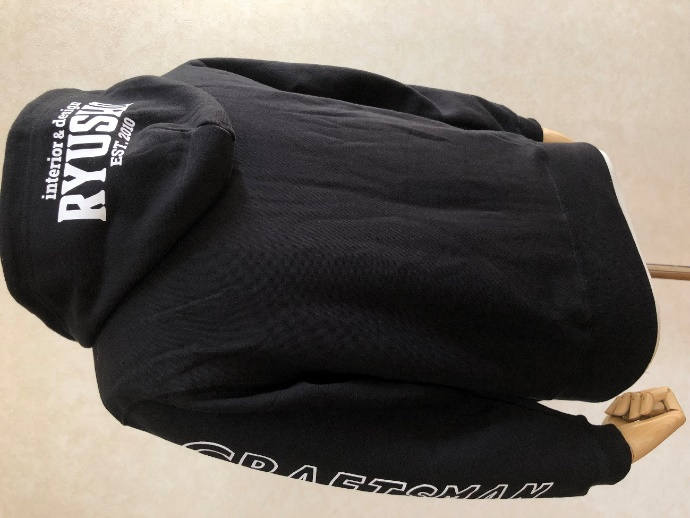 interior & design
EST. 2010
CRAFTSMAN